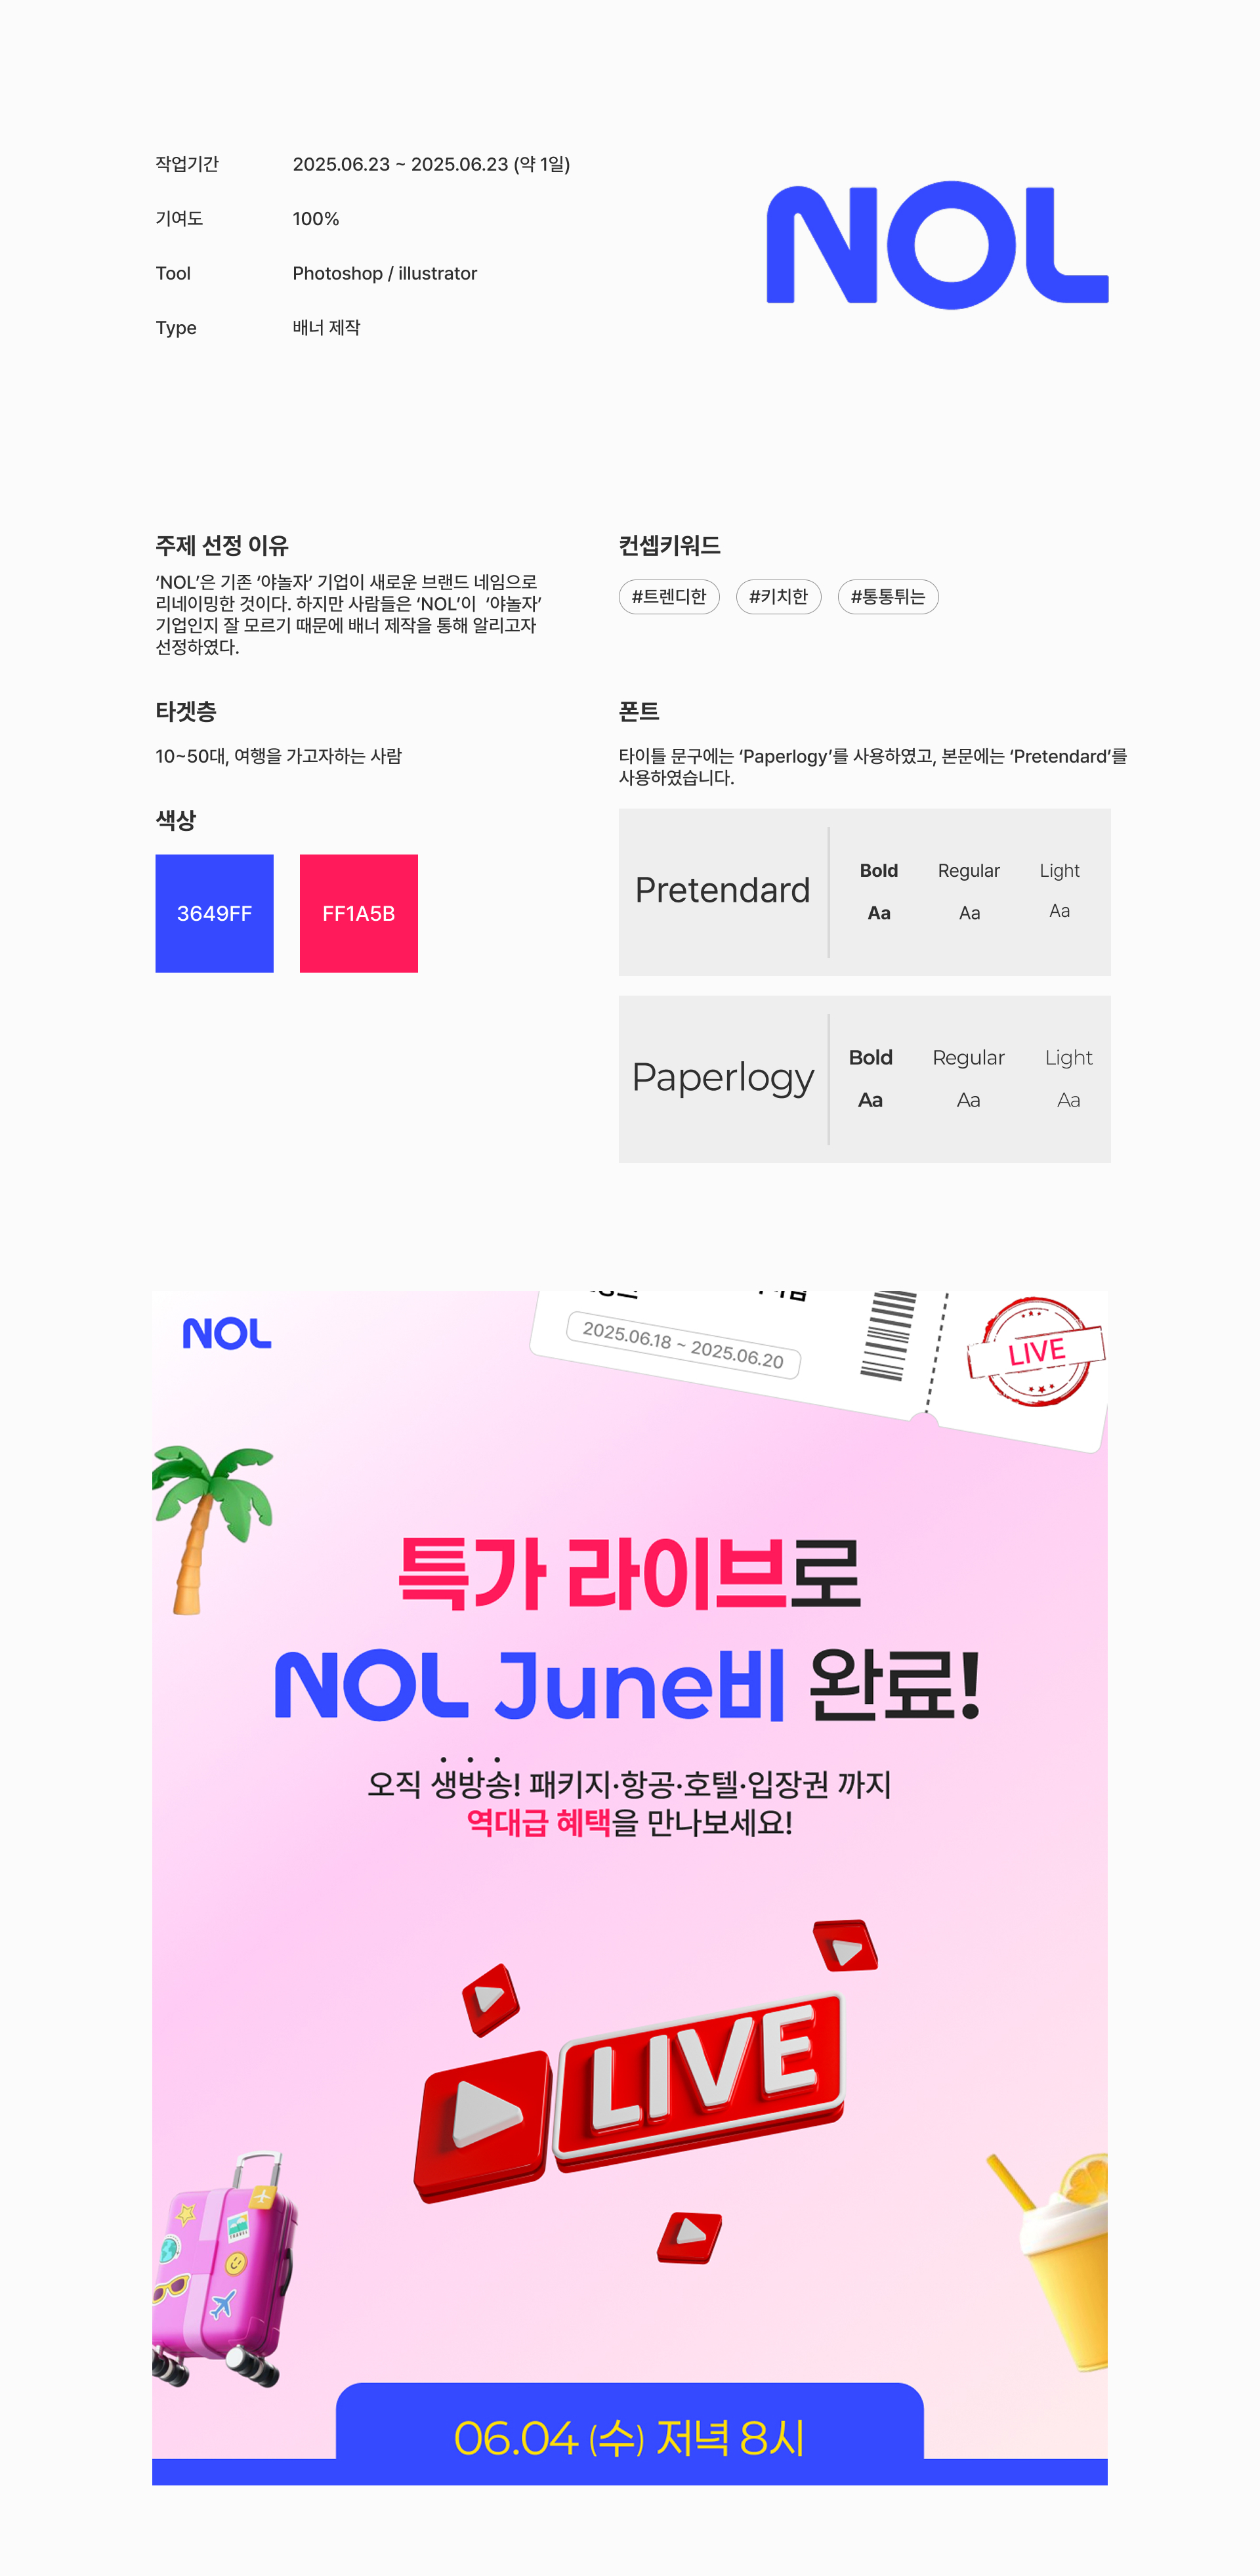 작업기간 2025.06.23 ~ 2025.06.23 (약 1일)
기여도 100%
Tool Photoshop / illustrator
Type 배너 제작
NOL
주제 선정 이유
‘NOL’은 기존 ‘야놀자’ 기업이 새로운 브랜드 네임으로
리네이밍한 것이다. 하지만 사람들은 ‘NOL’이 ‘야놀자’
기업인지 잘 모르기 때문에 배너 제작을 통해 알리고자
선정하였다.
컨셉키워드
#트렌디한 #키치한 #통통튀는
타겟층
10~50대, 여행을 가고자하는 사람
색상
3649FF FF1A5B
폰트
타이틀 문구에는 ‘Paperlogy’를 사용하였고, 본문에는 ‘Pretendard’를
사용하였습니다.
Pretendard
Bold Regular Light
Aa Aa Aa
Paperlogy
Bold Regular Light
Aa Aa Aa
NOL
2025.06.18 ~ 2025.06.20
LIVE
특가 라이브로
NOL June비 완료!
오직 생방송! 패키지·항공·호텔·입장권 까지
역대급 혜택을 만나보세요!
LIVE
06.04 (수) 저녁 8시